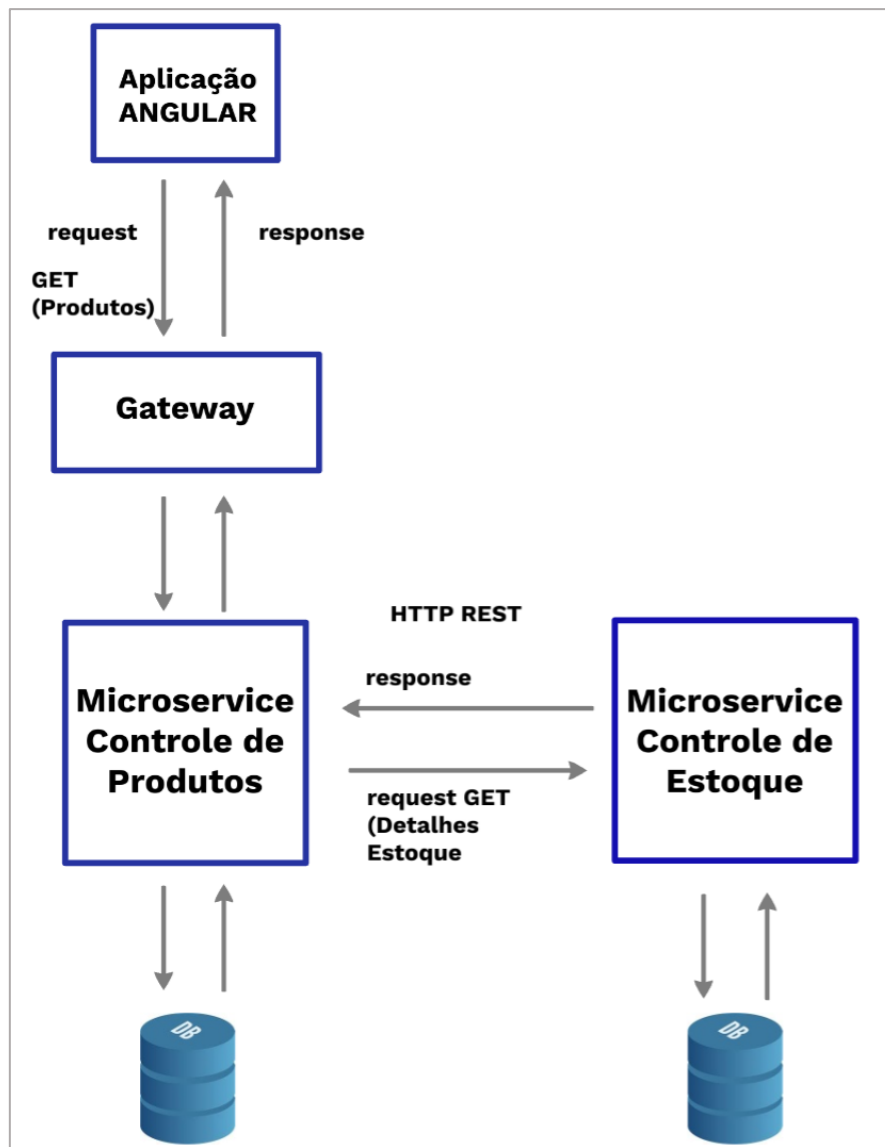 Aplicação
ANGULAR
request
response
GET
(Produtos)
Gateway
HTTP REST
response
Microservice
Controle de
Produtos
Microservice
Controle de
Estoque
request GET
(Detalhes
Estoque
DB
DB